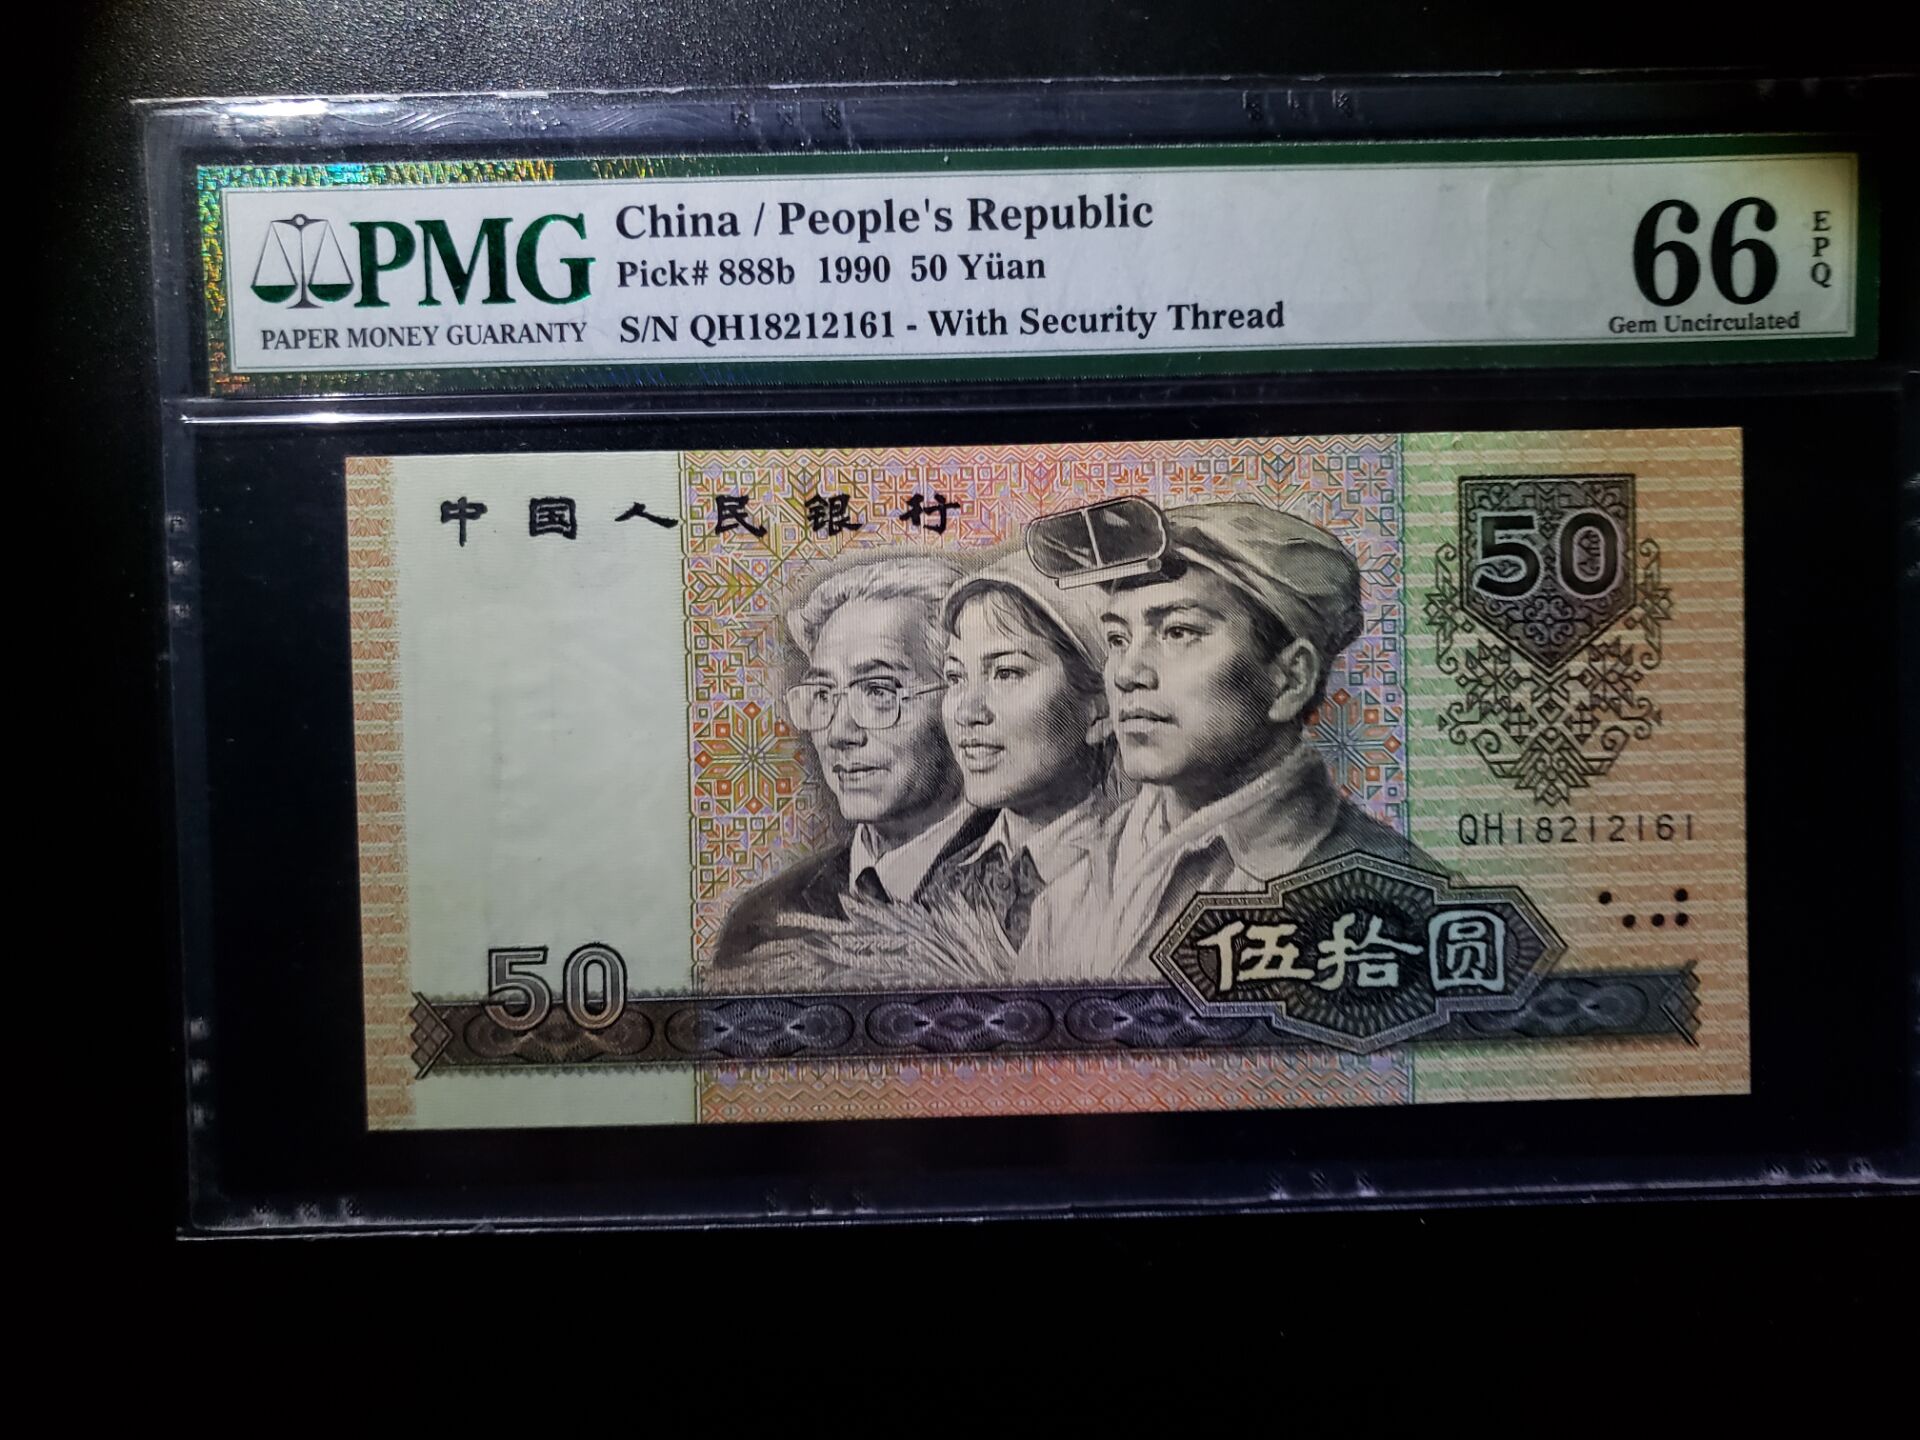 PMG
PAPER MONEY GUARANTY
China / People's Republic
Pick# 888b 1990 50 Yüan
S/N QH18212161 - With Security Thread
66
EPQ
Gem Uncirculated
中国人民银行
50
QH18212161
伍拾圆
50